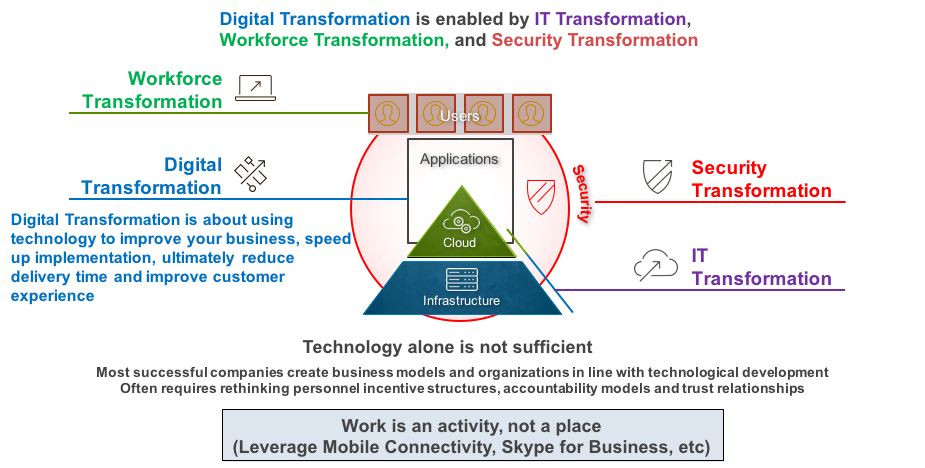 Digital Transformation is enabled by IT Transformation,
Workforce Transformation, and Security Transformation
Workforce
Transformation
Users
Applications
Digital
Transformation
Security
Security
Transformation
Digital Transformation is about using
technology to improve your business, speed
up implementation, ultimately reduce
delivery time and improve customer
experience
Cloud
IT
Transformation
Infrastructure
Technology alone is not sufficient
Most successful companies create business models and organizations in line with technological development
Often requires rethinking personnel incentive structures, accountability models and trust relationships
Work is an activity, not a place
(Leverage Mobile Connectivity, Skype for Business, etc)